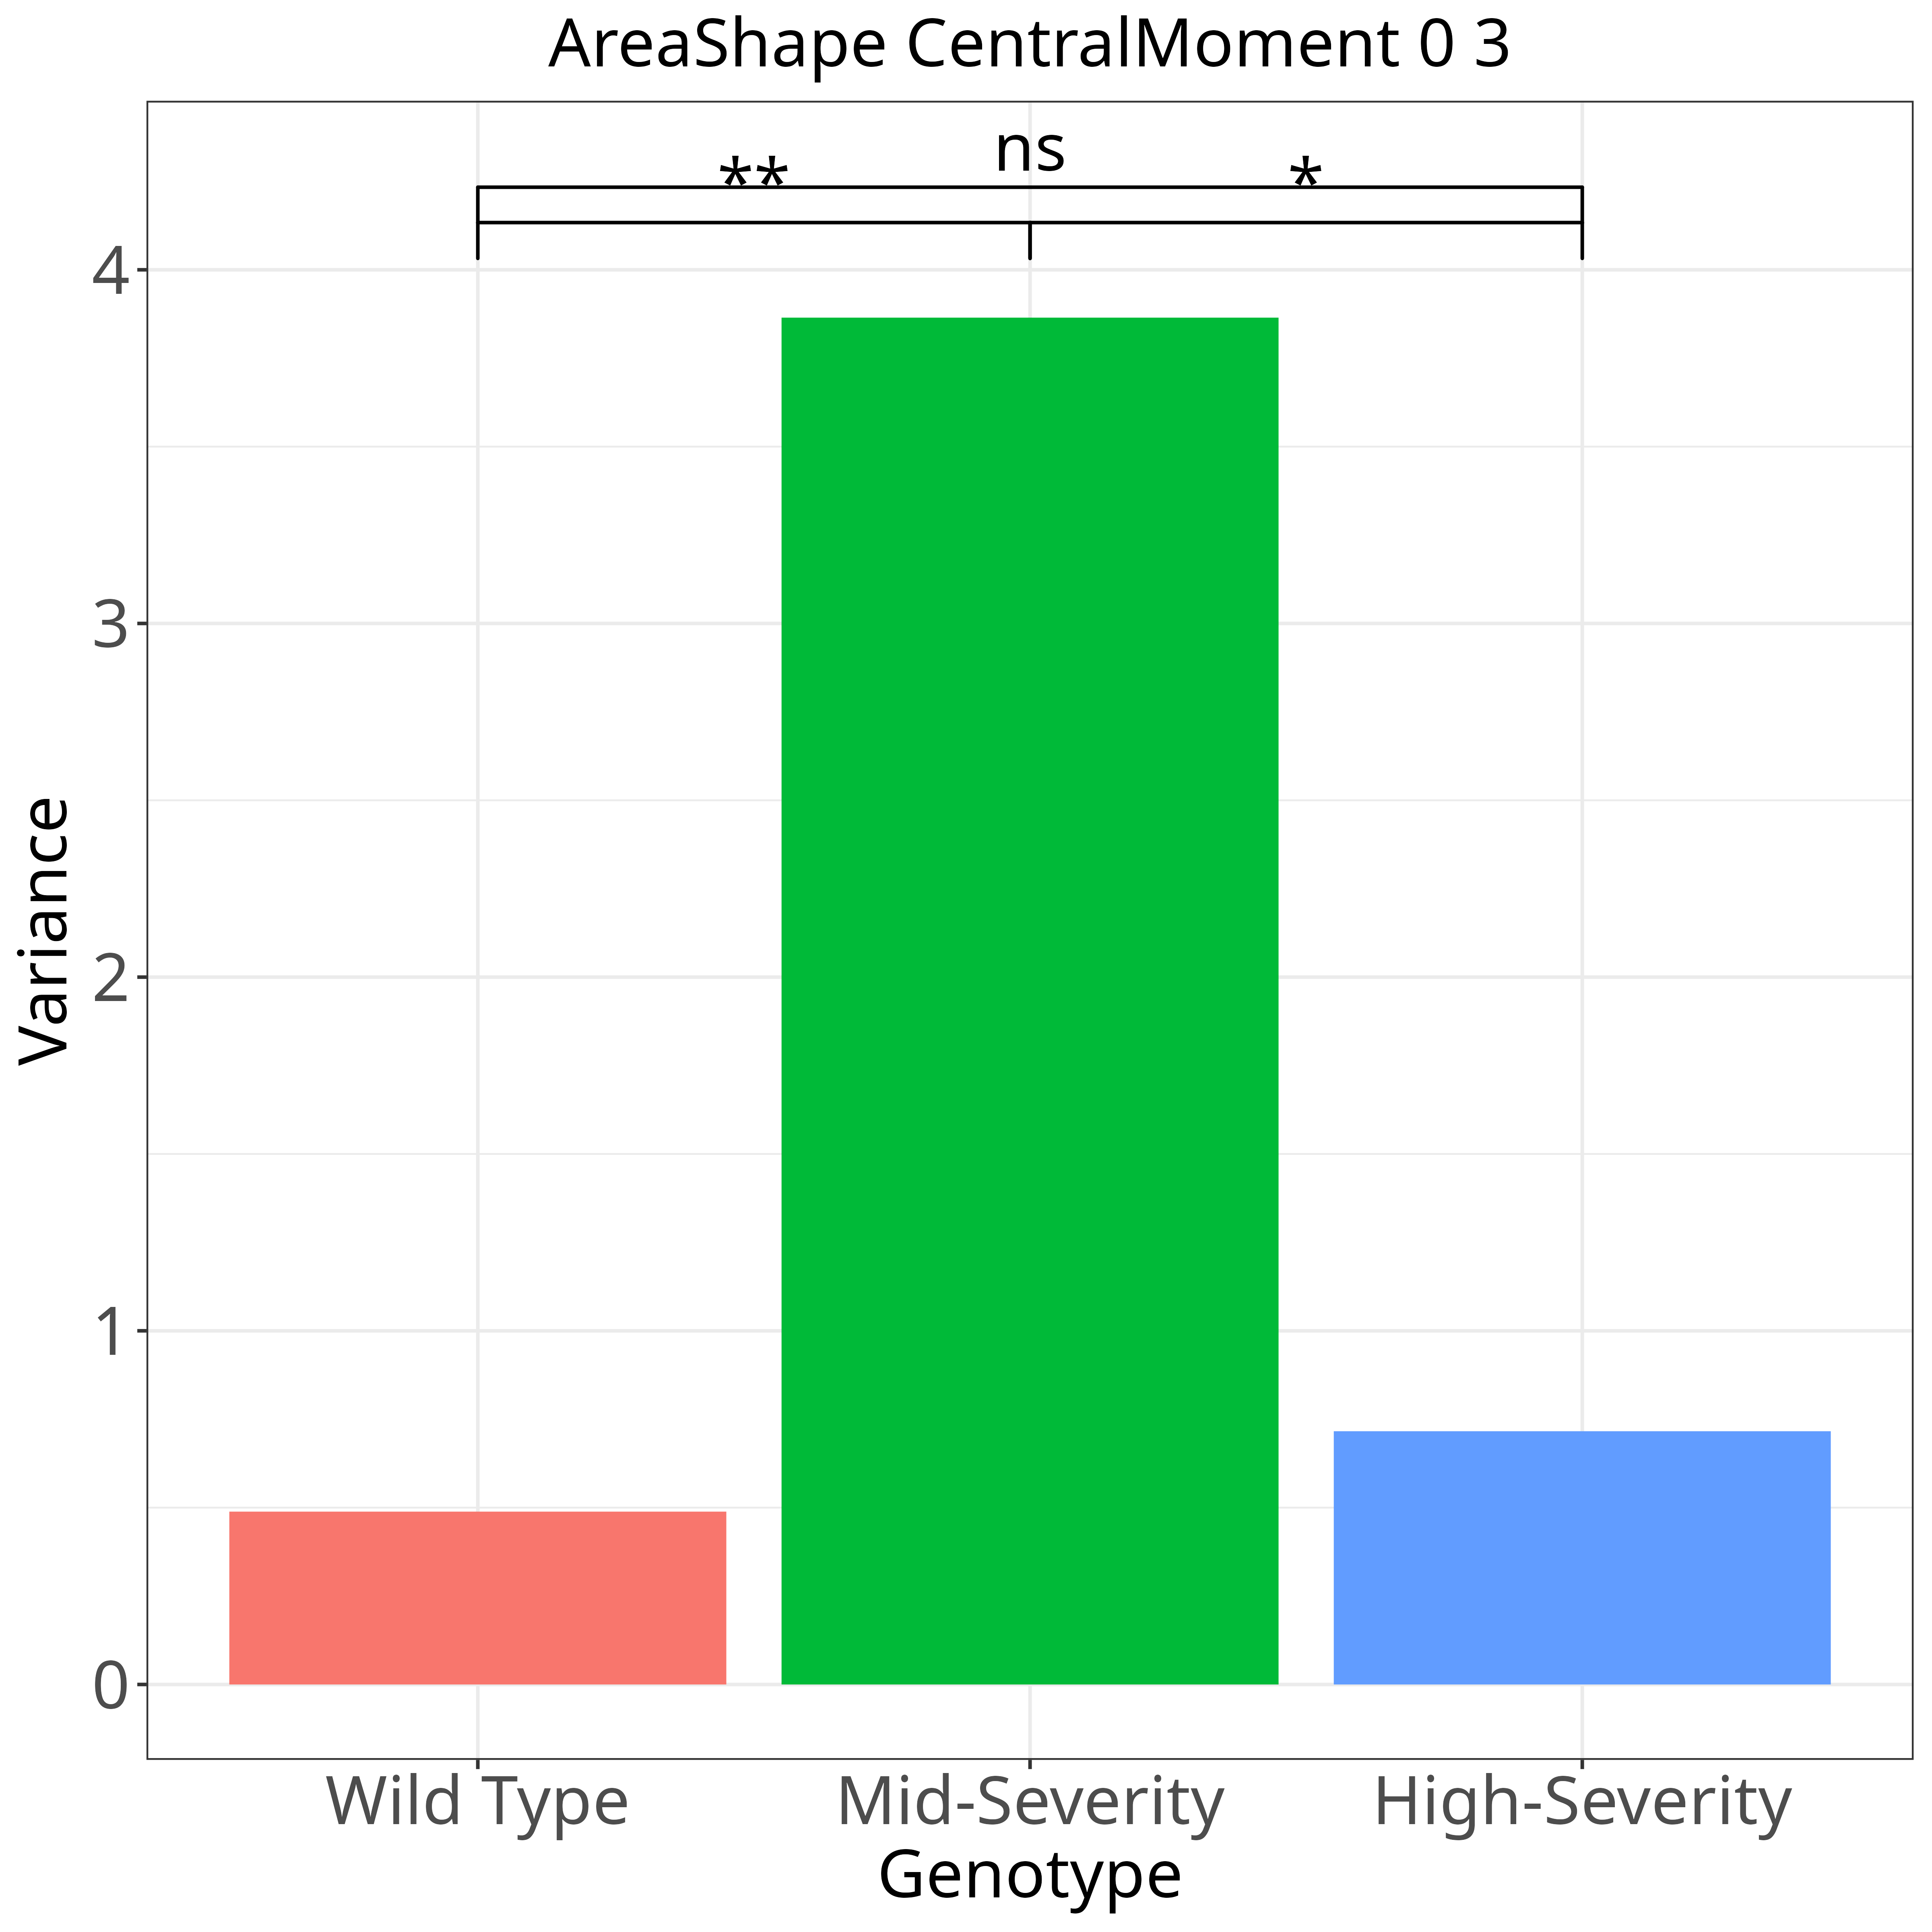 AreaShape CentralMoment 0 3
ns
** *
4
3
2
1
0
Variance
Wild Type Mid-Severity High-Severity
Genotype